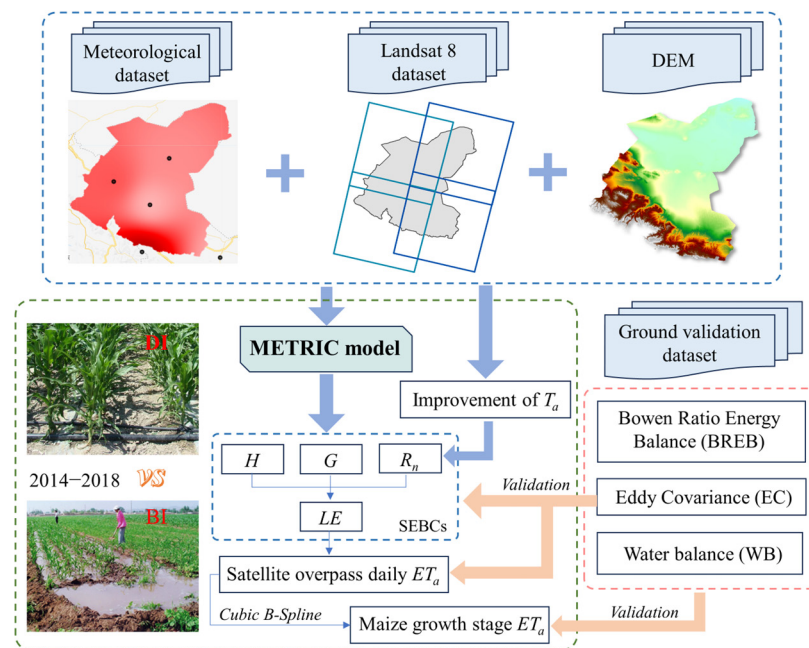 Meteorological
dataset
Landsat 8
dataset
DEM
METRIC model
Improvement of Ta
H
G
Rn
LE
SEBCs
Satellite overpass daily ETa
Cubic B-Spline
Maize growth stage ETa
DI
2014–2018 VS
BI
Ground validation
dataset
Bowen Ratio Energy
Balance (BREB)
Eddy Covariance (EC)
Water balance (WB)
Validation
Validation